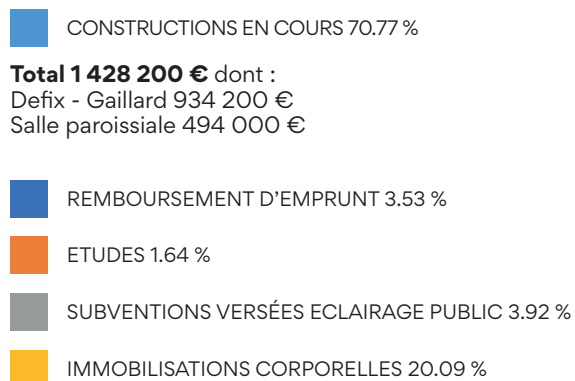 CONSTRUCTIONS EN COURS 70.77 %
Total 1 428 200 € dont :
Defix - Gaillard 934 200 €
Salle paroissiale 494 000 €
REMBOURSEMENT D'EMPRUNT 3.53 %
ETUDES 1.64 %
SUBVENTIONS VERSÉES ECLAIRAGE PUBLIC 3.92 %
IMMOBILISATIONS CORPORELLES 20.09 %